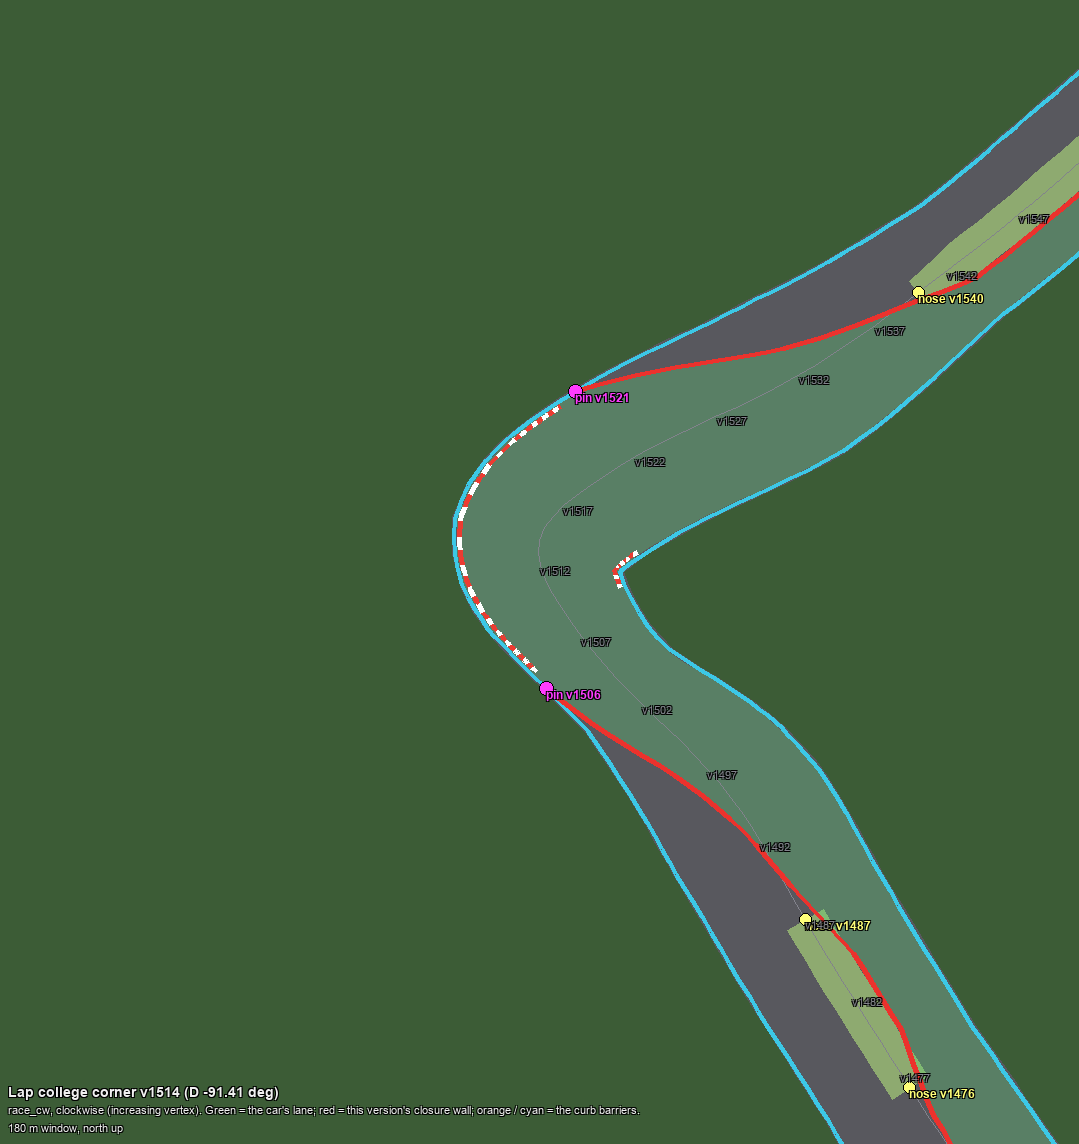 v1547
v1542
nose v1540
v1537
v1532
pin v1521
v1527
v1522
v1517
v1512
v1507
pin v1506
v1502
v1497
v1492
v1487
v1482
v1477
nose v1476
Lap college corner v1514 (D -91.41 deg)
race_cw, clockwise (increasing vertex). Green = the car's lane; red = this version's closure wall; orange / cyan = the curb barriers.
180 m window, north up